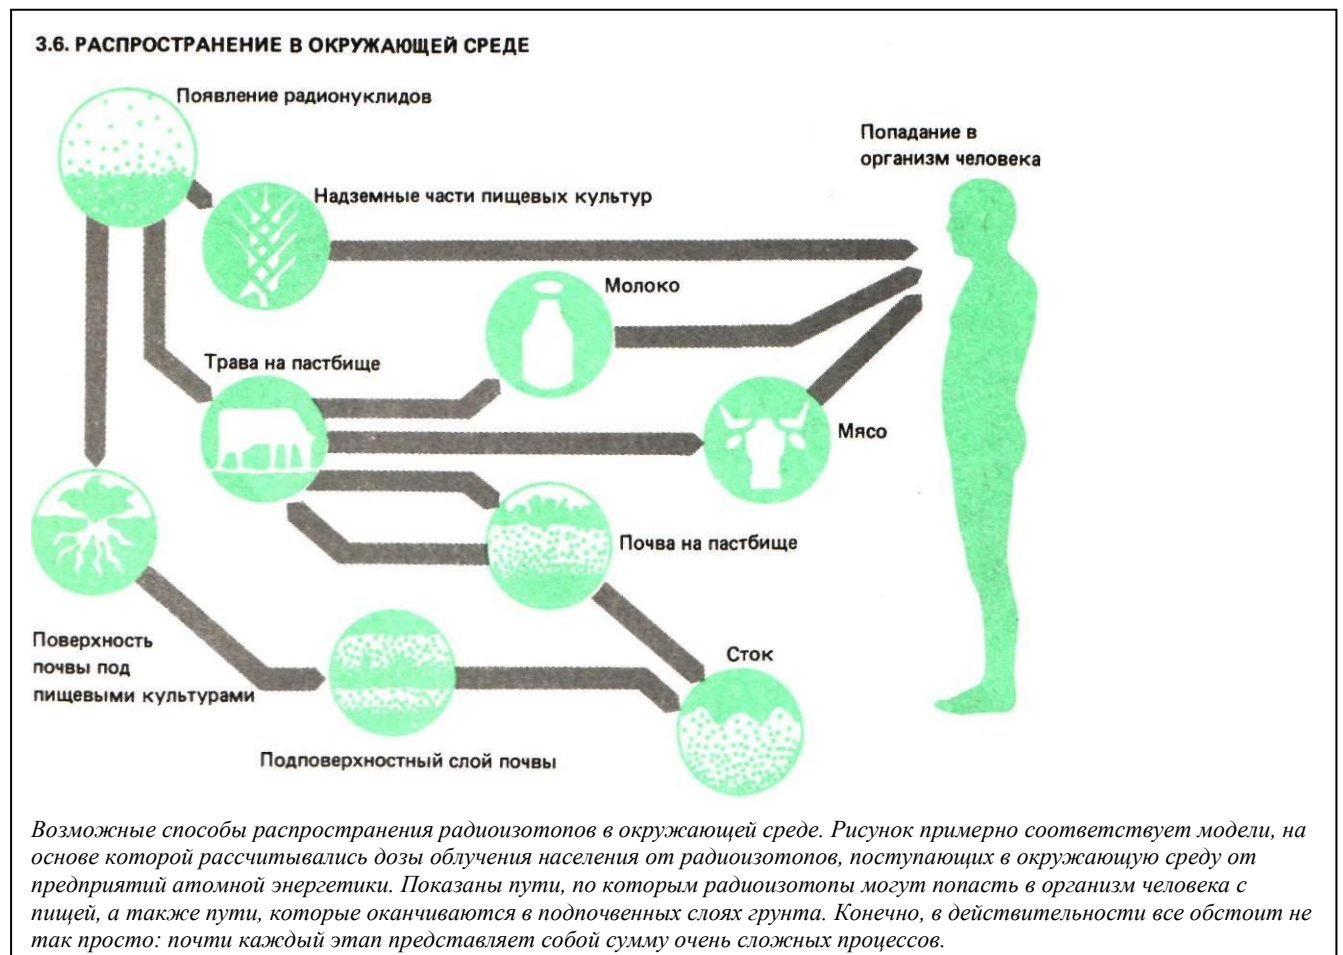 3.6. РАСПРОСТРАНЕНИЕ В ОКРУЖАЮЩЕЙ СРЕДЕ
Появление радионуклидов
Попадание в
организм человека
Надземные части пищевых культур
Молоко
Трава на пастбище
Мясо
Почва на пастбище
Поверхность
почвы под
пищевыми культурами
Сток
Подповерхностный слой почвы
Возможные способы распространения радиоизотопов в окружающей среде. Рисунок примерно соответствует модели, на
основе которой рассчитывались дозы облучения населения от радиоизотопов, поступающих в окружающую среду от
предприятий атомной энергетики. Показаны пути, по которым радиоизотопы могут попасть в организм человека с
пищей, а также пути, которые оканчиваются в подпочвенных слоях грунта. Конечно, в действительности все обстоит не
так просто: почти каждый этап представляет собой сумму очень сложных процессов.